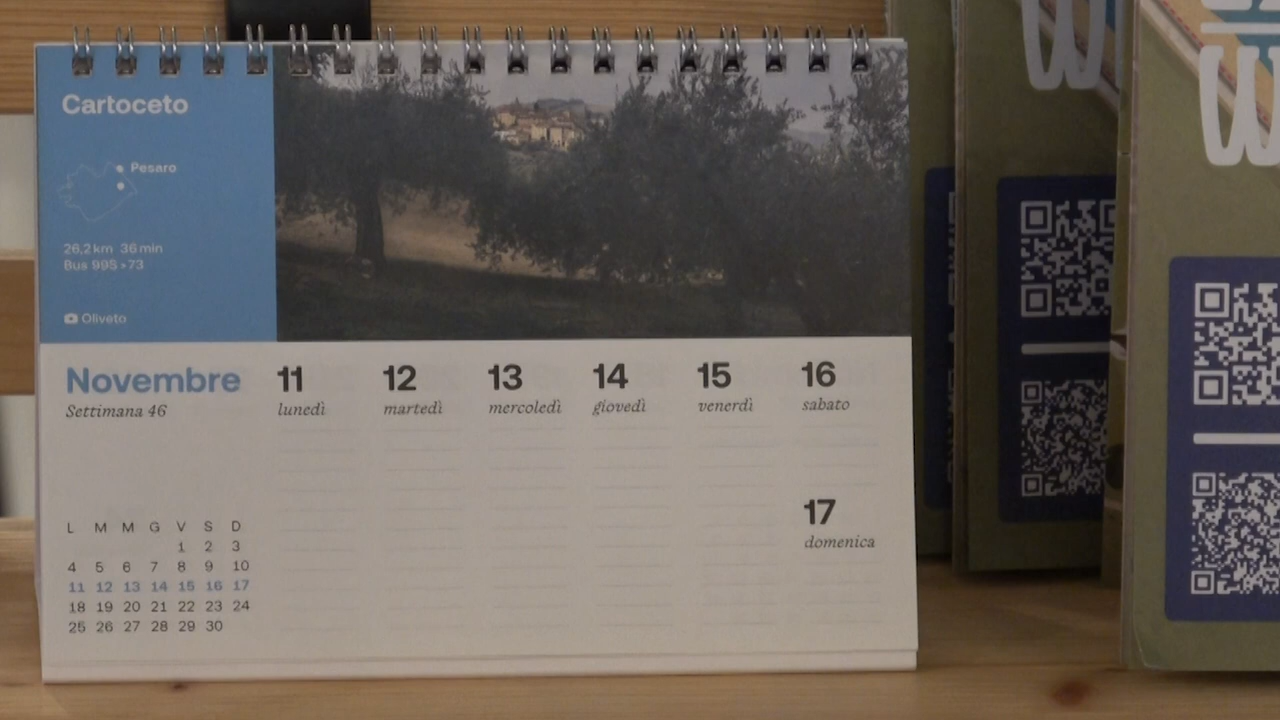 Cartoceto
Pesaro
26,2 km 36 min
Bus 995 > 73
Oliveto
Novembre
Settimana 46
11
lunedì
12
martedì
13
mercoledì
14
giovedì
15
venerdì
16
sabato
17
domenica
L M M G V S D
1 2 3
4 5 6 7 8 9 10
11 12 13 14 15 16 17
18 19 20 21 22 23 24
25 26 27 28 29 30